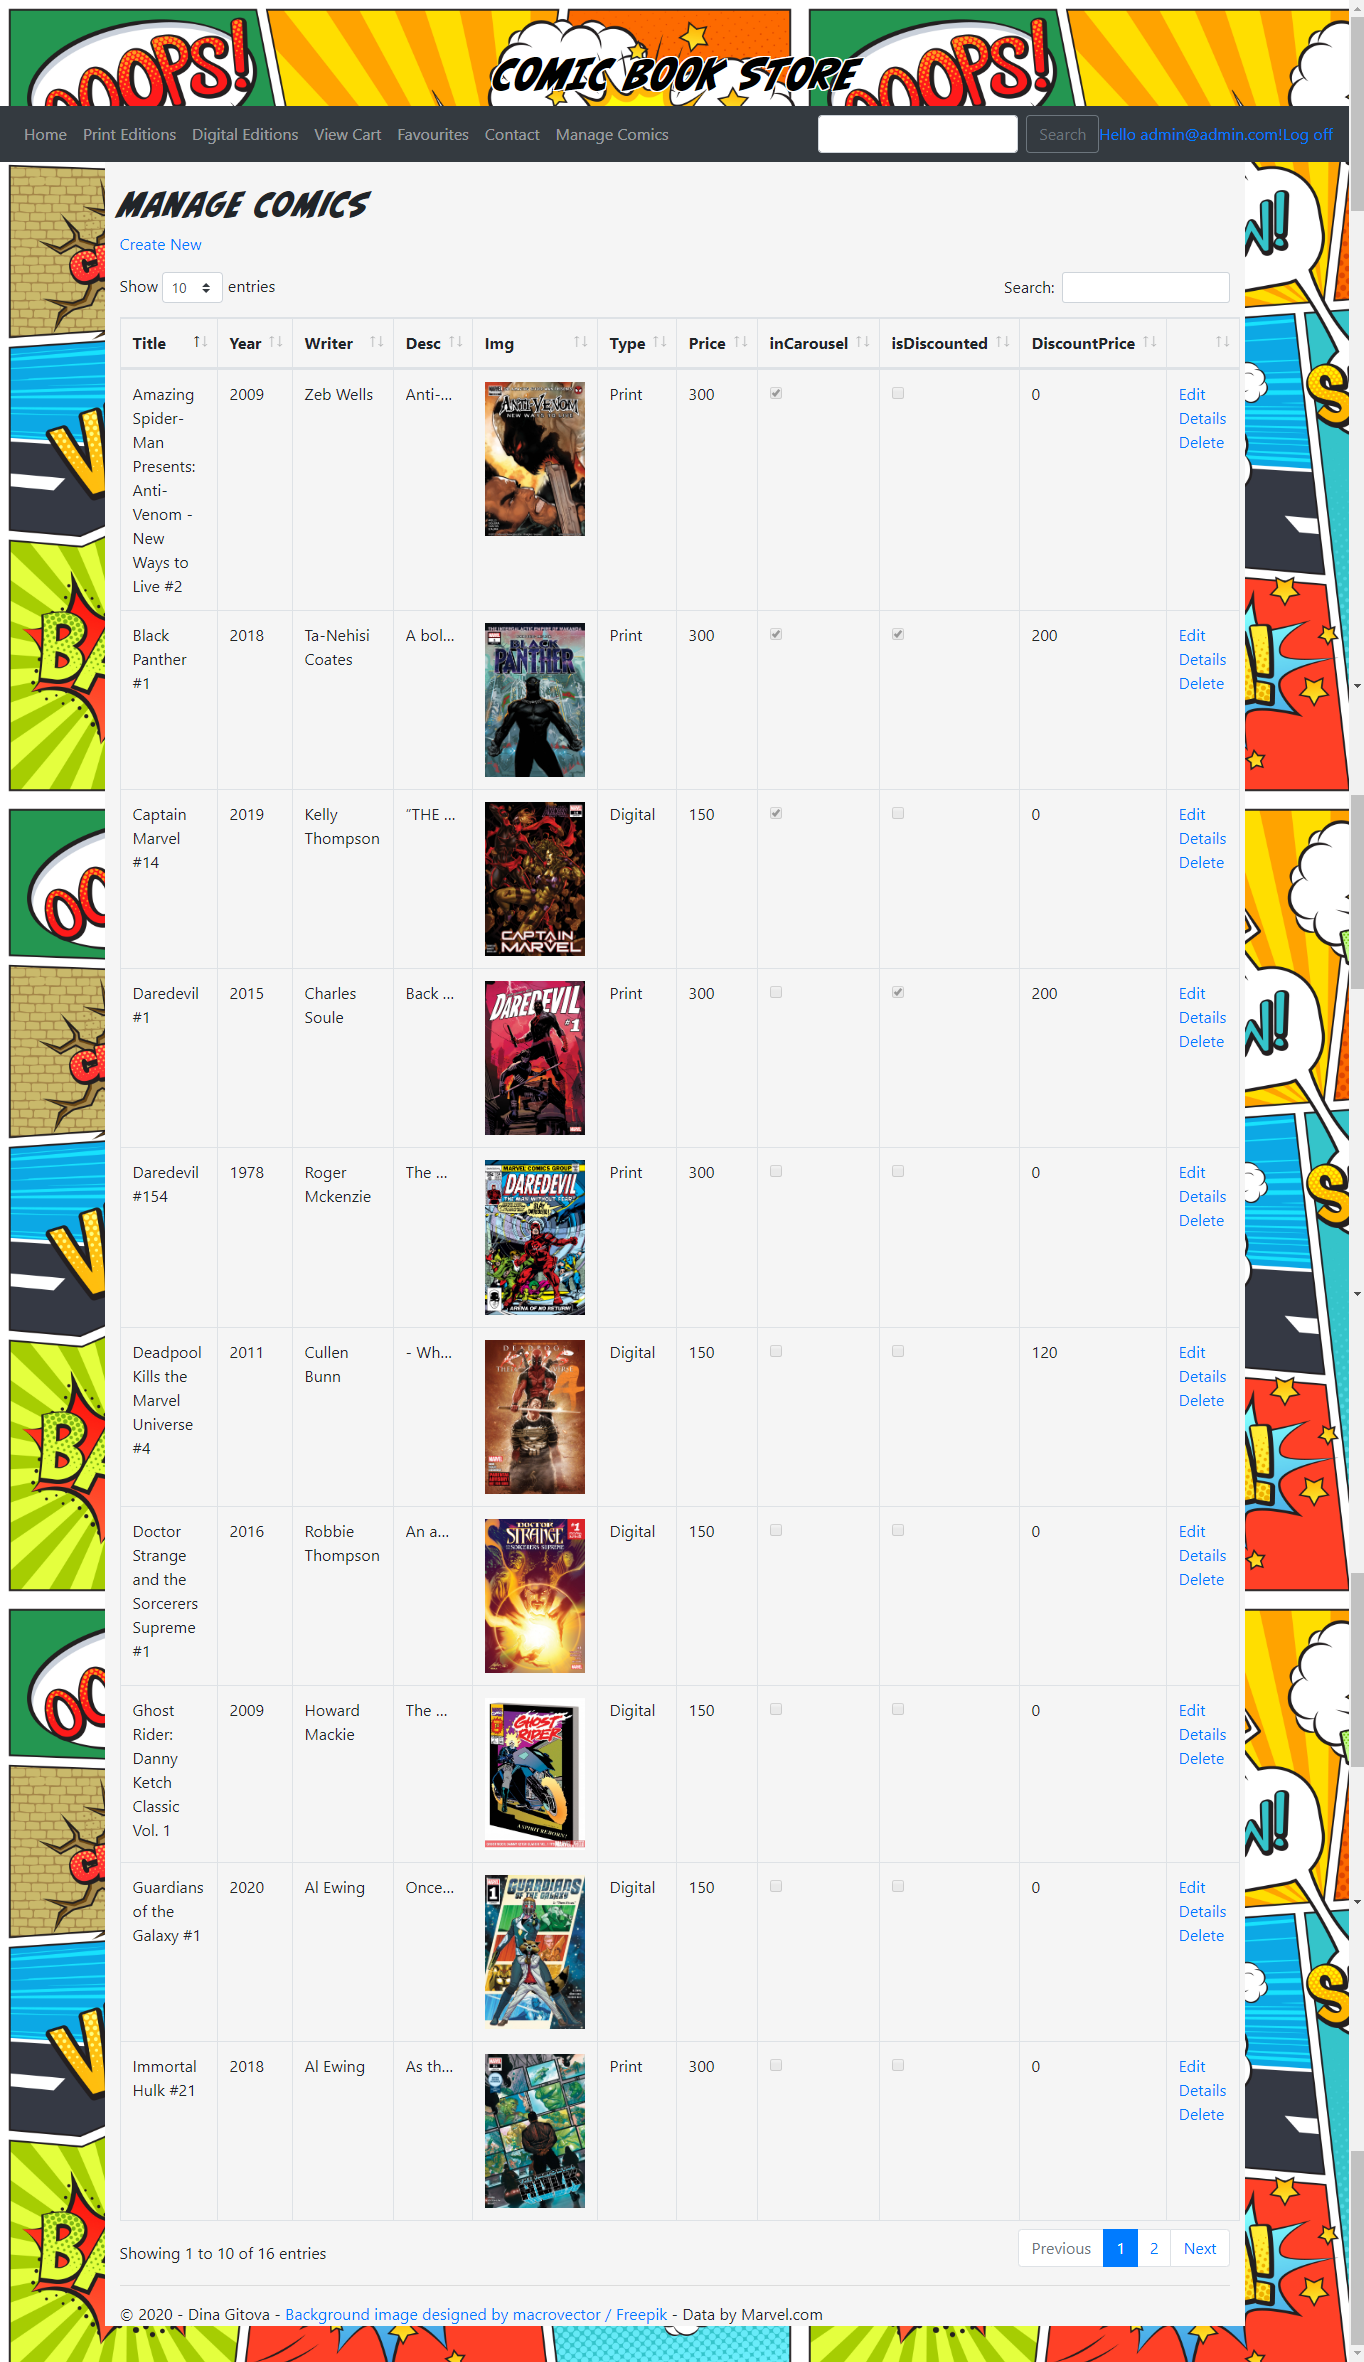 OOOPS! OOOPS!
COMIC BOOK STORE
Home Print Editions Digital Editions View Cart Favourites Contact Manage Comics Search Hello admin@admin.com!Log off
MANAGE COMICS
Create New
Show 10 entries Search:
Title Year Writer Desc Img Type Price inCarousel isDiscounted DiscountPrice
Amazing Spider-Man Presents: Anti-Venom - New Ways to Live #2 2009 Zeb Wells Anti-... ANTI-VENOM Print 300 0 Edit Details Delete
Black Panther #1 2018 Ta-Nehisi Coates A bol... BLACK PANTHER Print 300 200 Edit Details Delete
Captain Marvel #14 2019 Kelly Thompson “THE ... CAPTAIN MARVEL Digital 150 0 Edit Details Delete
Daredevil #1 2015 Charles Soule Back ... DAREDEVIL #1 Print 300 200 Edit Details Delete
Daredevil #154 1978 Roger Mckenzie The ... MARVEL COMICS GROUP DAREDEVIL THE MAN WITHOUT FEAR! ARENA OF NO RETURN! Print 300 0 Edit Details Delete
Deadpool Kills the Marvel Universe #4 2011 Cullen Bunn - Wh... DEADPOOL Digital 150 120 Edit Details Delete
Doctor Strange and the Sorcerers Supreme #1 2016 Robbie Thompson An a... DOCTOR STRANGE SORCERERS SUPREME #1 Digital 150 0 Edit Details Delete
Ghost Rider: Danny Ketch Classic Vol. 1 2009 Howard Mackie The ... GHOST RIDER A SPIRIT REBORN! Digital 150 0 Edit Details Delete
Guardians of the Galaxy #1 2020 Al Ewing Once... 1 GUARDIANS OF THE GALAXY Digital 150 0 Edit Details Delete
Immortal Hulk #21 2018 Al Ewing As th... HULK Print 300 0 Edit Details Delete
Showing 1 to 10 of 16 entries Previous 1 2 Next
© 2020 - Dina Gitova - Background image designed by macrovector / Freepik - Data by Marvel.com